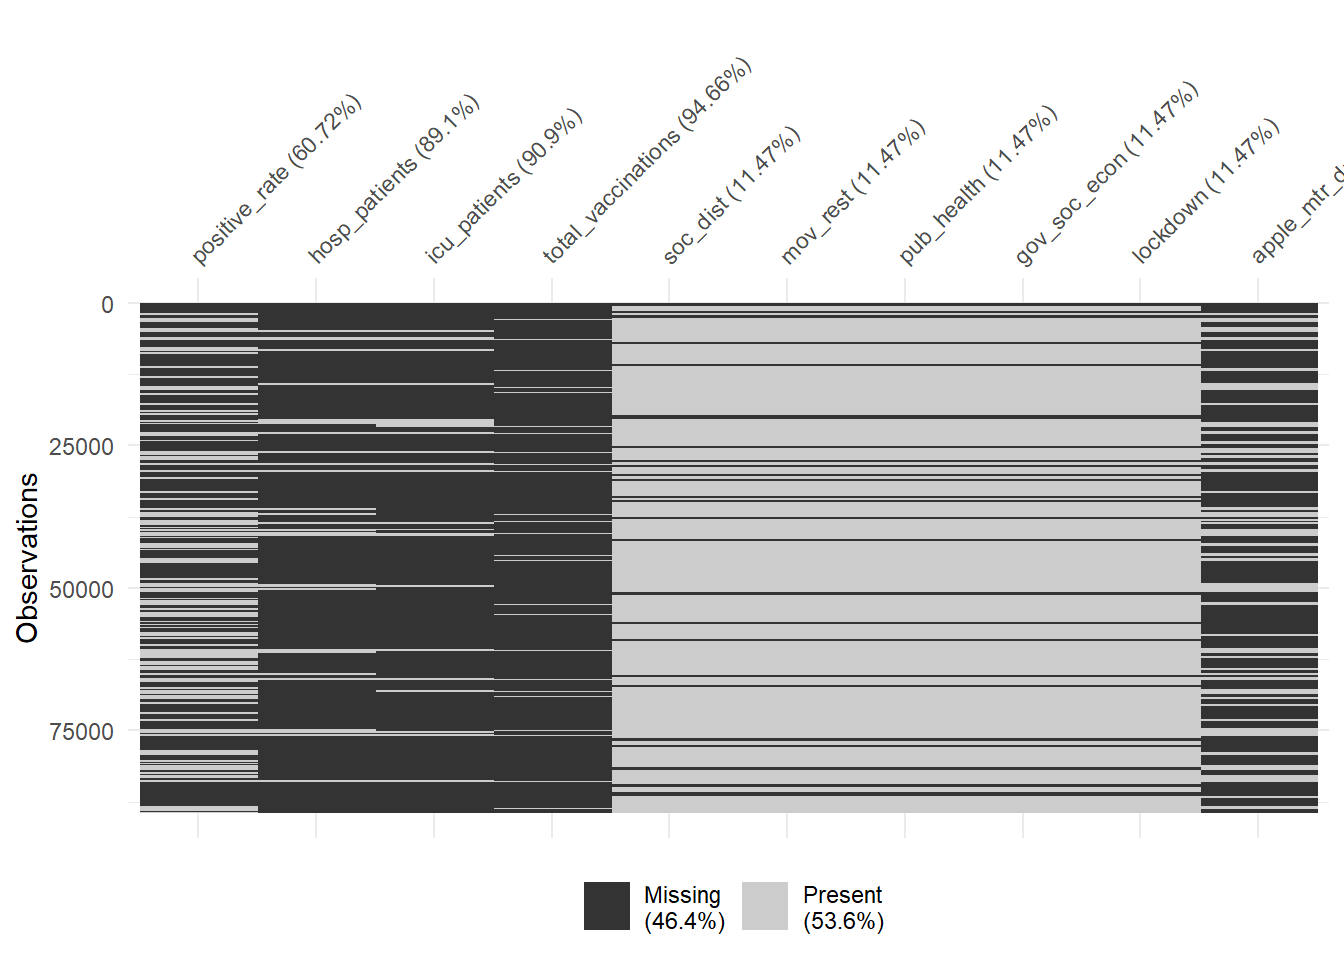 positive_rate (60.72%)
hosp_patients (89.1%)
icu_patients (90.9%)
total_vaccinations (94.66%)
soc_dist (11.47%)
mov_rest (11.47%)
pub_health (11.47%)
gov_soc_econ (11.47%)
lockdown (11.47%)
apple_mtr_d
0
25000
50000
75000
Observations
Missing
(46.4%)
Present
(53.6%)